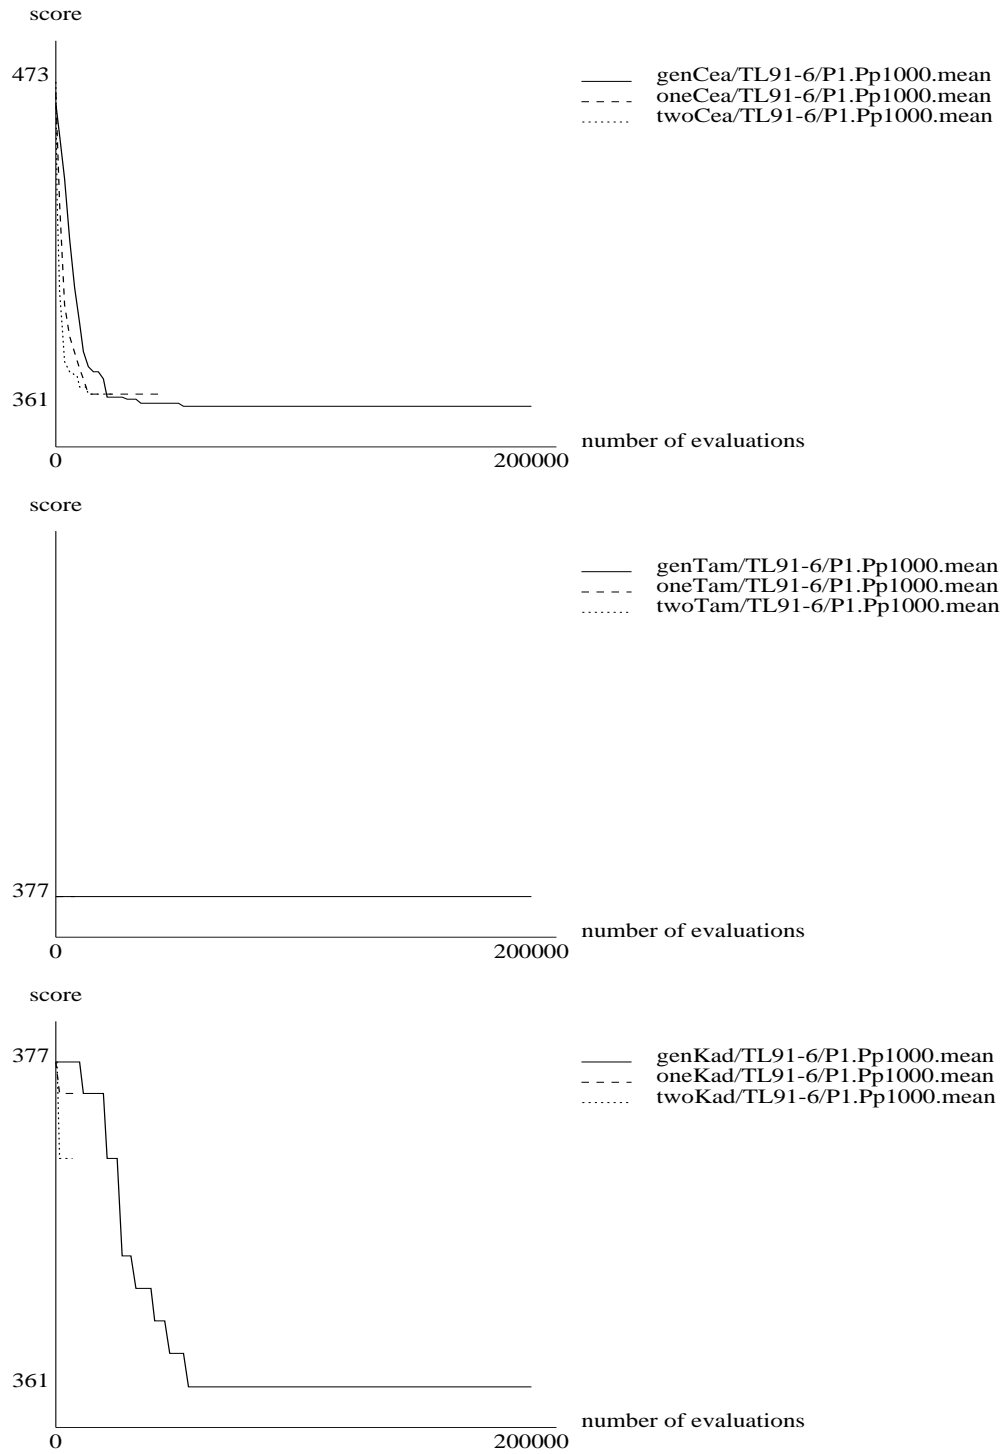 score
473
genCea/TL91-6/P1.Pp1000.mean
oneCea/TL91-6/P1.Pp1000.mean
twoCea/TL91-6/P1.Pp1000.mean
361
number of evaluations
0
200000
score
genTam/TL91-6/P1.Pp1000.mean
oneTam/TL91-6/P1.Pp1000.mean
twoTam/TL91-6/P1.Pp1000.mean
377
number of evaluations
0
200000
score
377
genKad/TL91-6/P1.Pp1000.mean
oneKad/TL91-6/P1.Pp1000.mean
twoKad/TL91-6/P1.Pp1000.mean
361
number of evaluations
0
200000